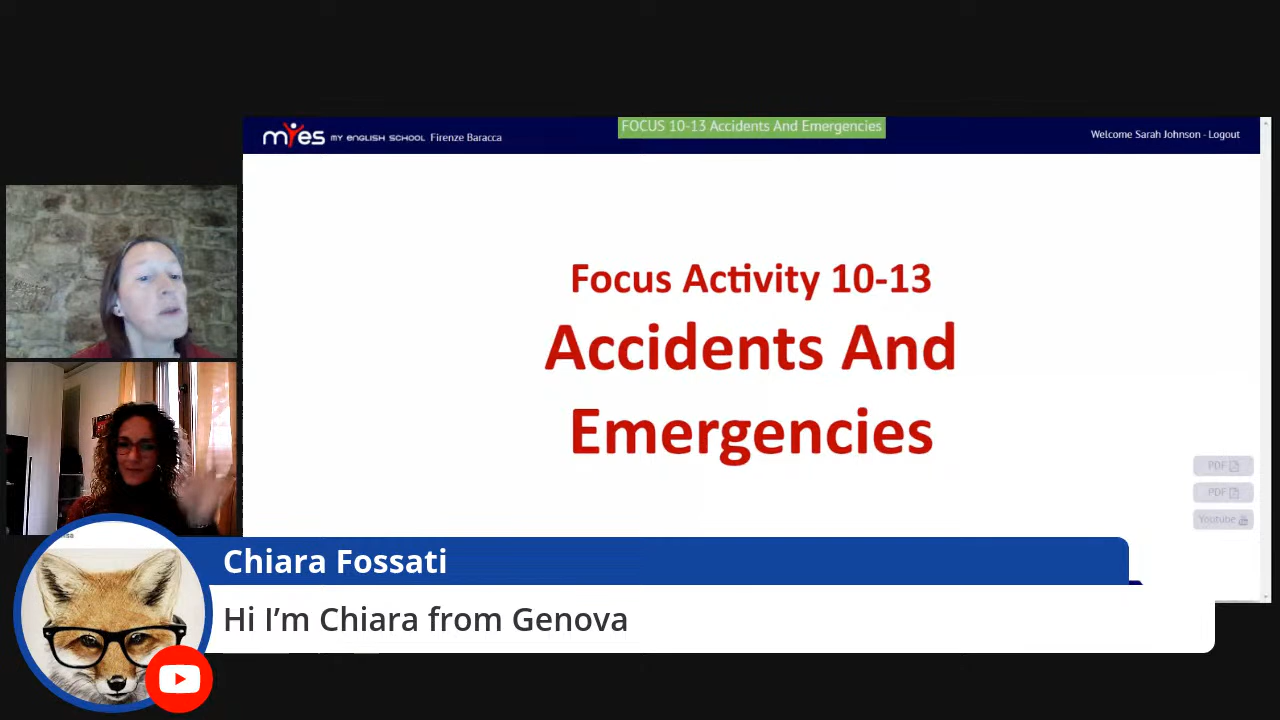 myes MY ENGLISH SCHOOL Firenze Baracca
FOCUS 10-13 Accidents And Emergencies
Welcome Sarah Johnson - Logout
Focus Activity 10-13
Accidents And
Emergencies
PDF
PDF
Youtube
Chiara Fossati
Hi I’m Chiara from Genova